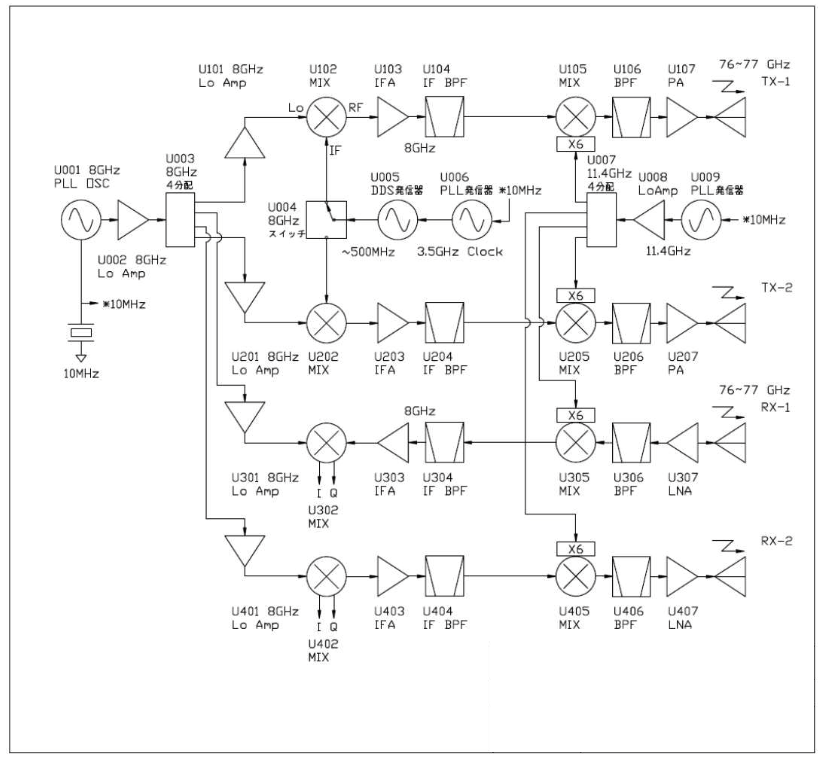 U101 8GHz
Lo Amp
U102
MIX
U103
IFA
U104
IF BPF
U105
MIX
U106
BPF
U107
PA
76~77 GHz
TX-1
Lo
RF
IF
8GHz
X6
U001 8GHz
PLL OSC
U003
8GHz
4分配
U002 8GHz
Lo Amp
U004
8GHz
スイッチ
U005
DDS発信器
U006
PLL発信器
*10MHz
~500MHz
3.5GHz Clock
U007
11.4GHz
4分配
U008
LoAmp
U009
PLL発信器
*10MHz
11.4GHz
*10MHz
10MHz
X6
TX-2
U201 8GHz
Lo Amp
U202
MIX
U203
IFA
U204
IF BPF
U205
MIX
U206
BPF
U207
PA
76~77 GHz
RX-1
8GHz
X6
U301 8GHz
Lo Amp
I Q
U302
MIX
U303
IFA
U304
IF BPF
U305
MIX
U306
BPF
U307
LNA
RX-2
X6
U401 8GHz
Lo Amp
I Q
U402
MIX
U403
IFA
U404
IF BPF
U405
MIX
U406
BPF
U407
LNA